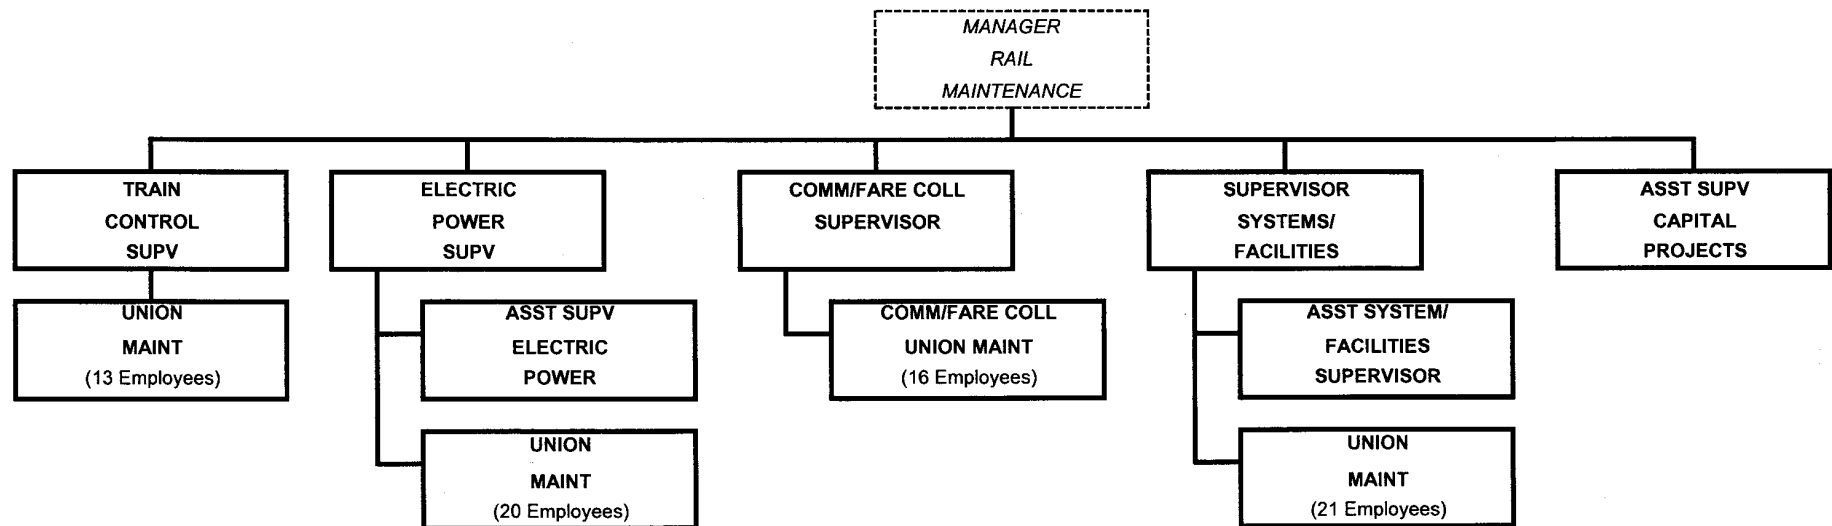 MANAGER
RAIL
MAINTENANCE
TRAIN
CONTROL
SUPV
ELECTRIC
POWER
SUPV
COMM/FARE COLL
SUPERVISOR
SUPERVISOR
SYSTEMS/
FACILITIES
ASST SUPV
CAPITAL
PROJECTS
UNION
MAINT
(13 Employees)
ASST SUPV
ELECTRIC
POWER
COMM/FARE COLL
UNION MAINT
(16 Employees)
ASST SYSTEM/
FACILITIES
SUPERVISOR
UNION
MAINT
(20 Employees)
UNION
MAINT
(21 Employees)